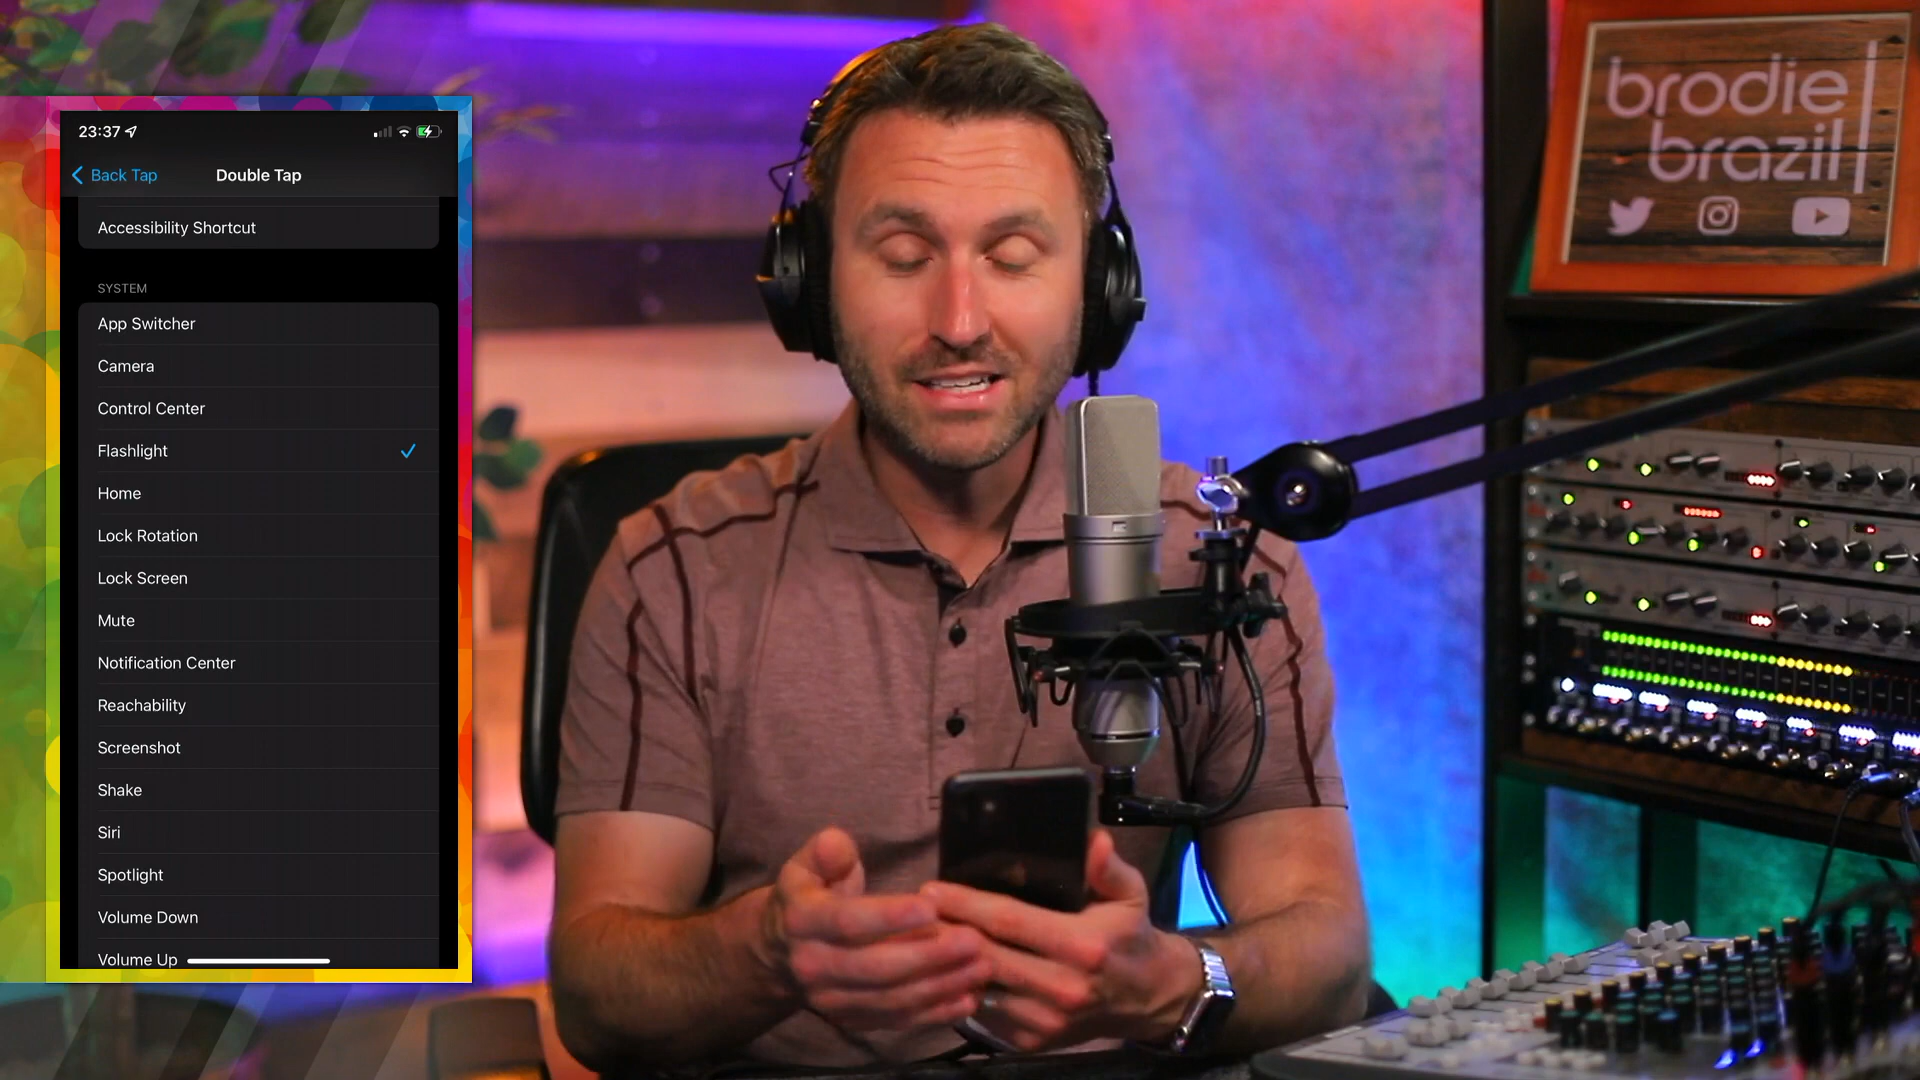 23:37
Back Tap
Double Tap
Accessibility Shortcut
SYSTEM
App Switcher
Camera
Control Center
Flashlight
Home
Lock Rotation
Lock Screen
Mute
Notification Center
Reachability
Screenshot
Shake
Siri
Spotlight
Volume Down
Volume Up
brodie
brazil